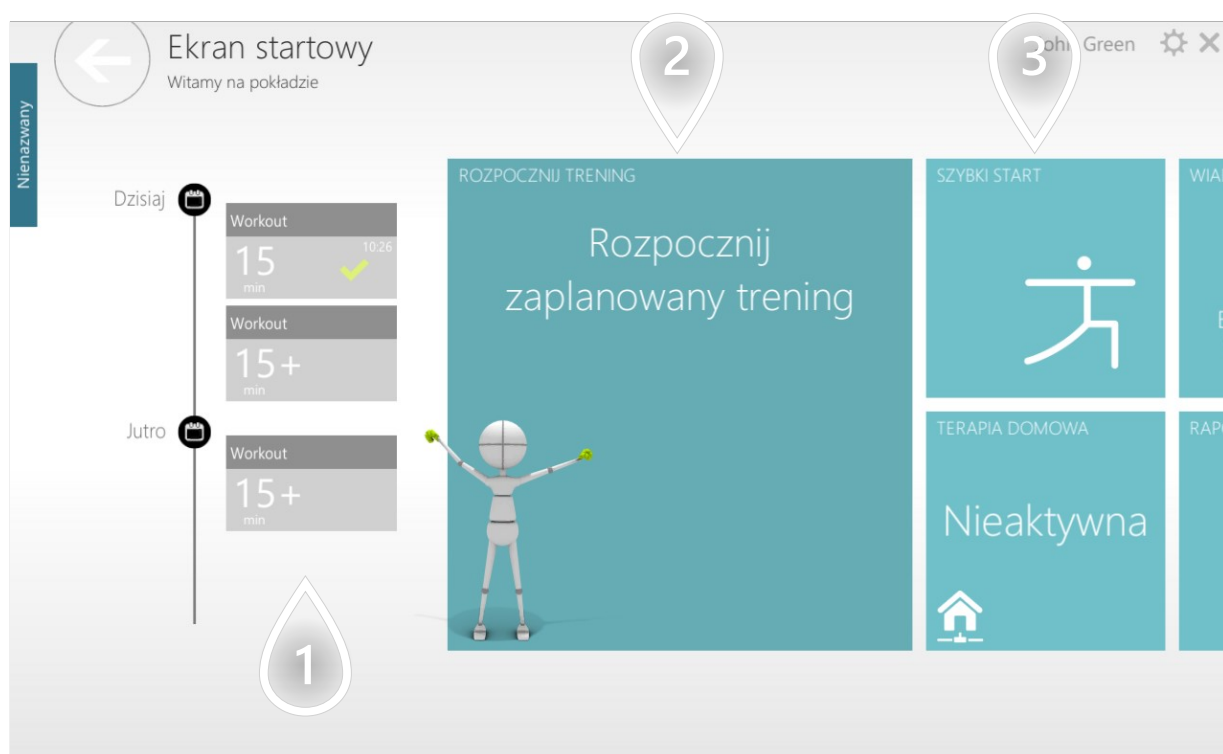 Ekran startowy
Witamy na pokładzie
Green
Nienazwany
2
3
Dzisiaj
Workout
10:26
15
min
Workout
15+
min
Jutro
Workout
15+
min
1
ROZPOCZNIJ TRENING
Rozpocznij
zaplanowany trening
SZYBKI START
TERAPIA DOMOWA
Nieaktywna